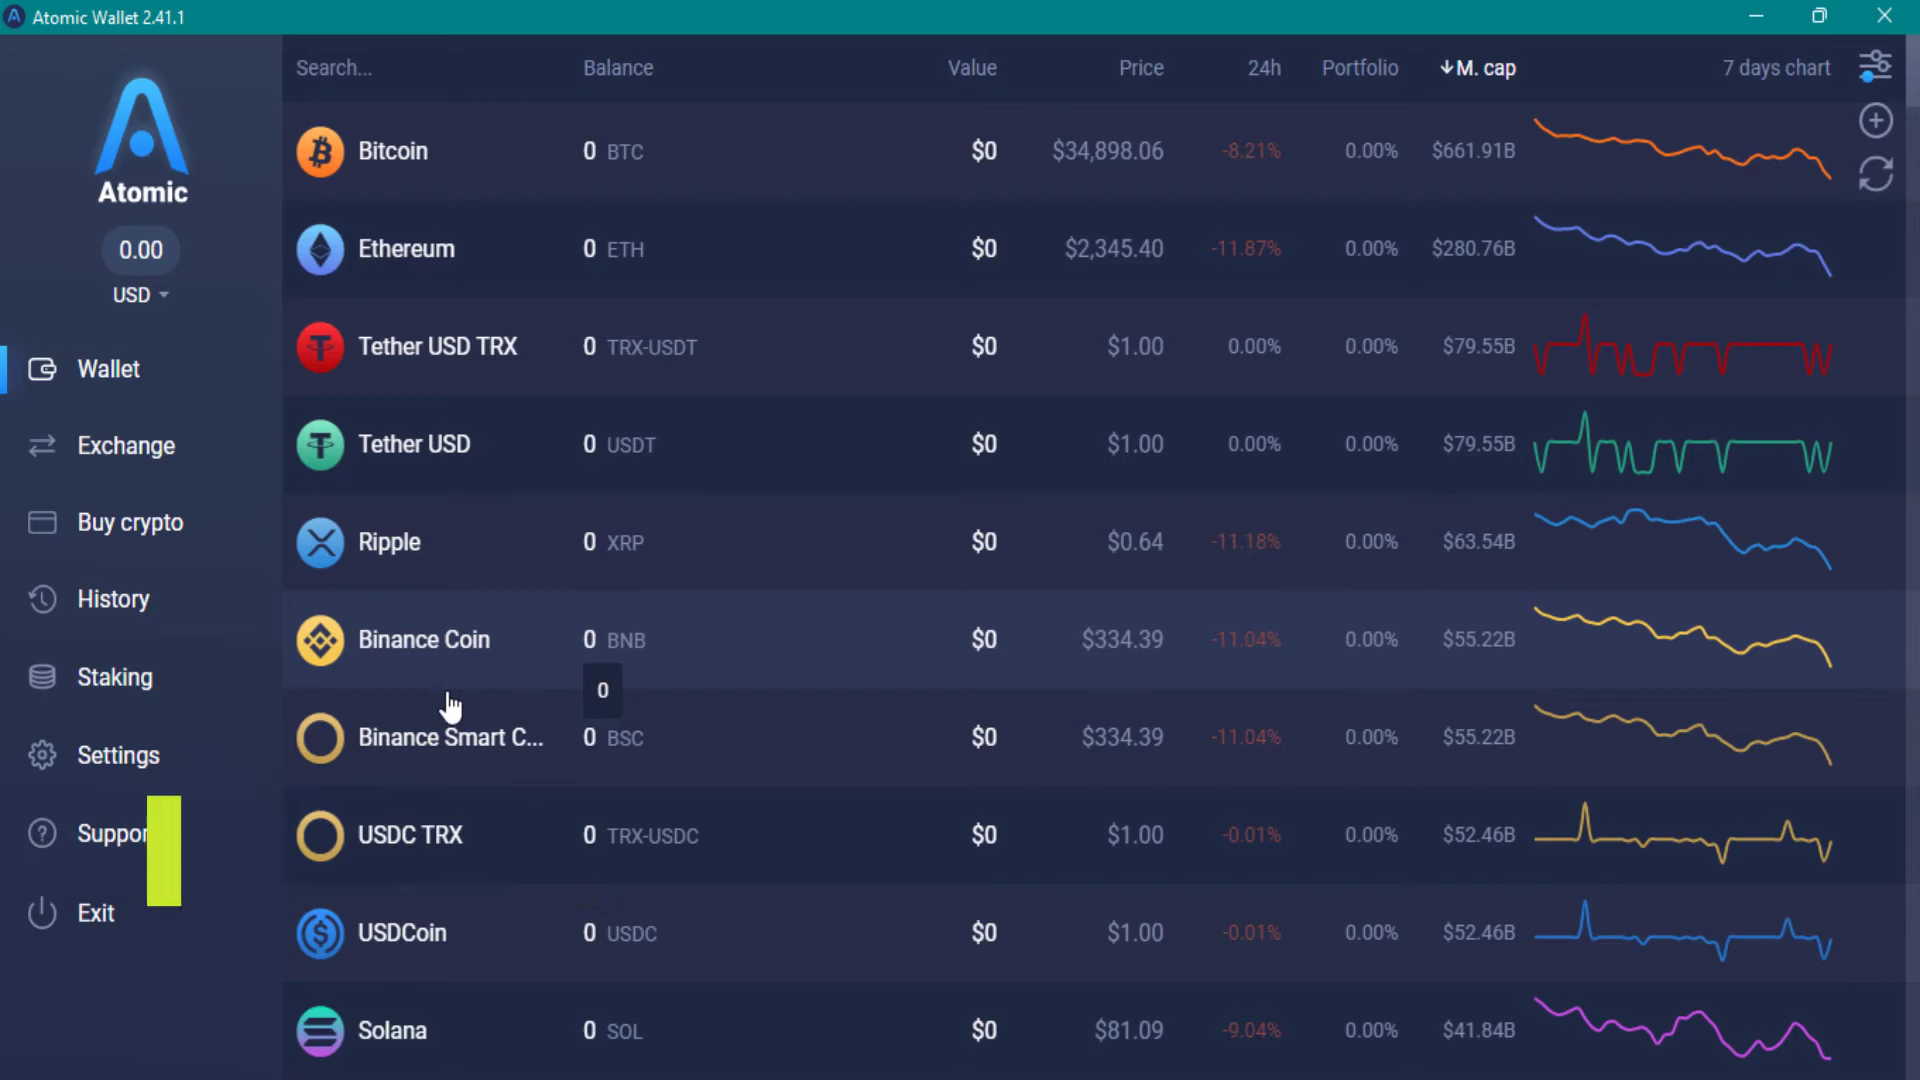 Atomic Wallet 2.41.1
Atomic
0.00
USD
Wallet
Exchange
Buy crypto
History
Staking
Settings
Suppor
Exit
Search... Balance Value Price 24h Portfolio ↓M. cap 7 days chart
Bitcoin 0 BTC $0 $34,898.06 -8.21% 0.00% $661.91B
Ethereum 0 ETH $0 $2,345.40 -11.87% 0.00% $280.76B
Tether USD TRX 0 TRX-USDT $0 $1.00 0.00% 0.00% $79.55B
Tether USD 0 USDT $0 $1.00 0.00% 0.00% $79.55B
Ripple 0 XRP $0 $0.64 -11.18% 0.00% $63.54B
Binance Coin 0 BNB $0 $334.39 -11.04% 0.00% $55.22B
0
Binance Smart C... 0 BSC $0 $334.39 -11.04% 0.00% $55.22B
USDC TRX 0 TRX-USDC $0 $1.00 -0.01% 0.00% $52.46B
USDCoin 0 USDC $0 $1.00 -0.01% 0.00% $52.46B
Solana 0 SOL $0 $81.09 -9.04% 0.00% $41.84B